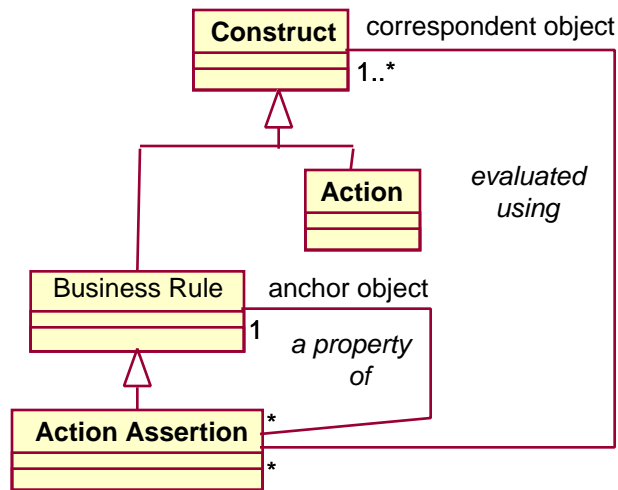 Construct
correspondent object
1..*
Action
evaluated
using
Business Rule
anchor object
1
a property
of
Action Assertion
*
*